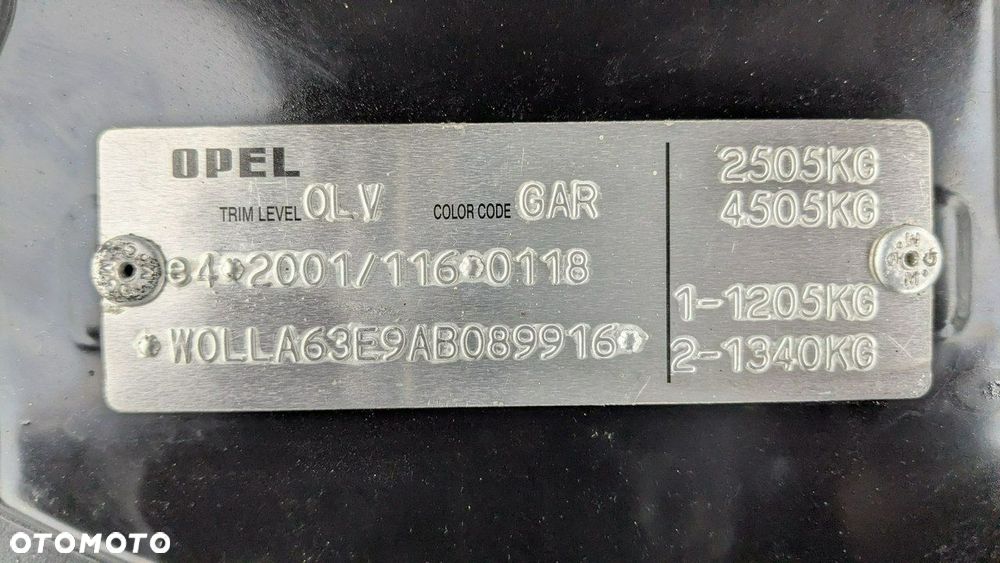 OPEL
TRIM LEVEL OLV COLOR CODE GAR
e4*2001/116*0118
*W0LLA63E9AB089916*
2505KG
4505KG
1-1205KG
2-1340KG
OTOMOTO